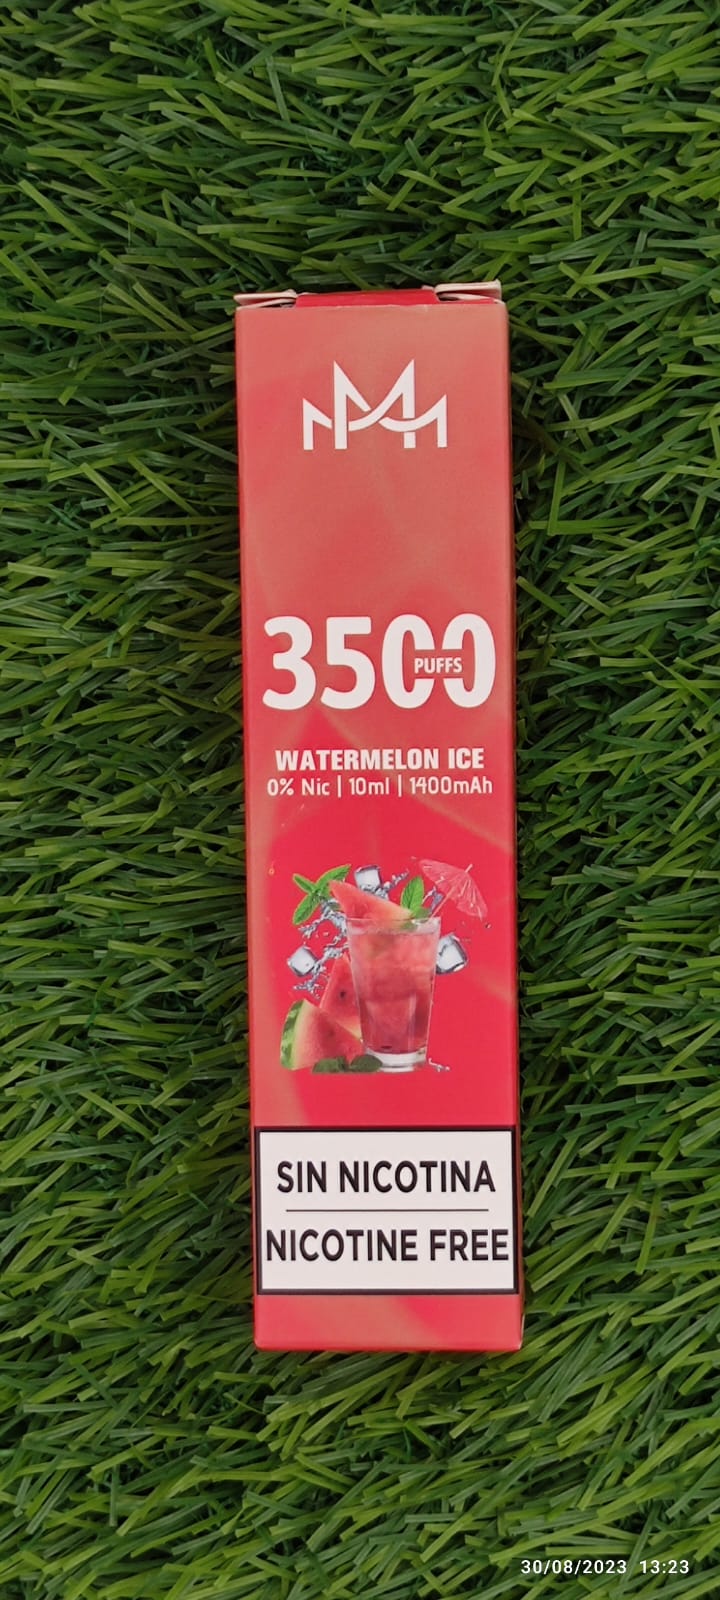 3500
PUFFS
WATERMELON ICE
0% Nic | 10ml | 1400mAh
SIN NICOTINA
NICOTINE FREE
30/08/2023 13:23